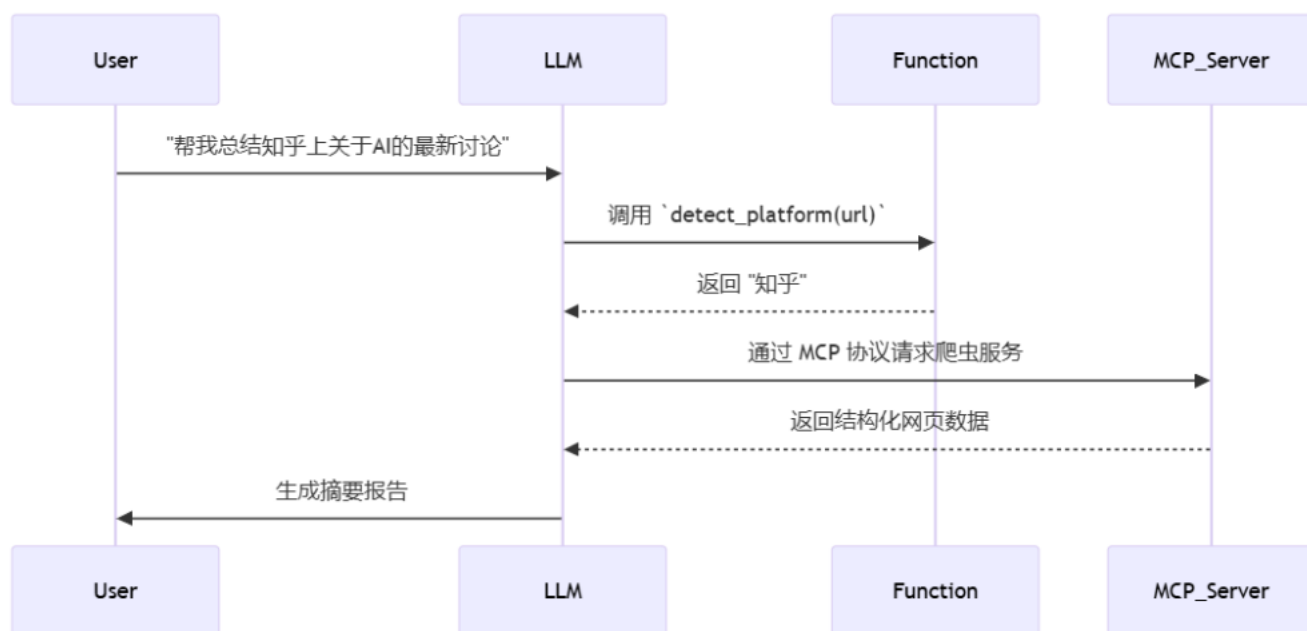 User LLM Function MCP_Server
"帮我总结知乎上关于AI的最新讨论"
调用 `detect_platform(url)`
返回 "知乎"
通过 MCP 协议请求爬虫服务
返回结构化网页数据
生成摘要报告
User LLM Function MCP_Server